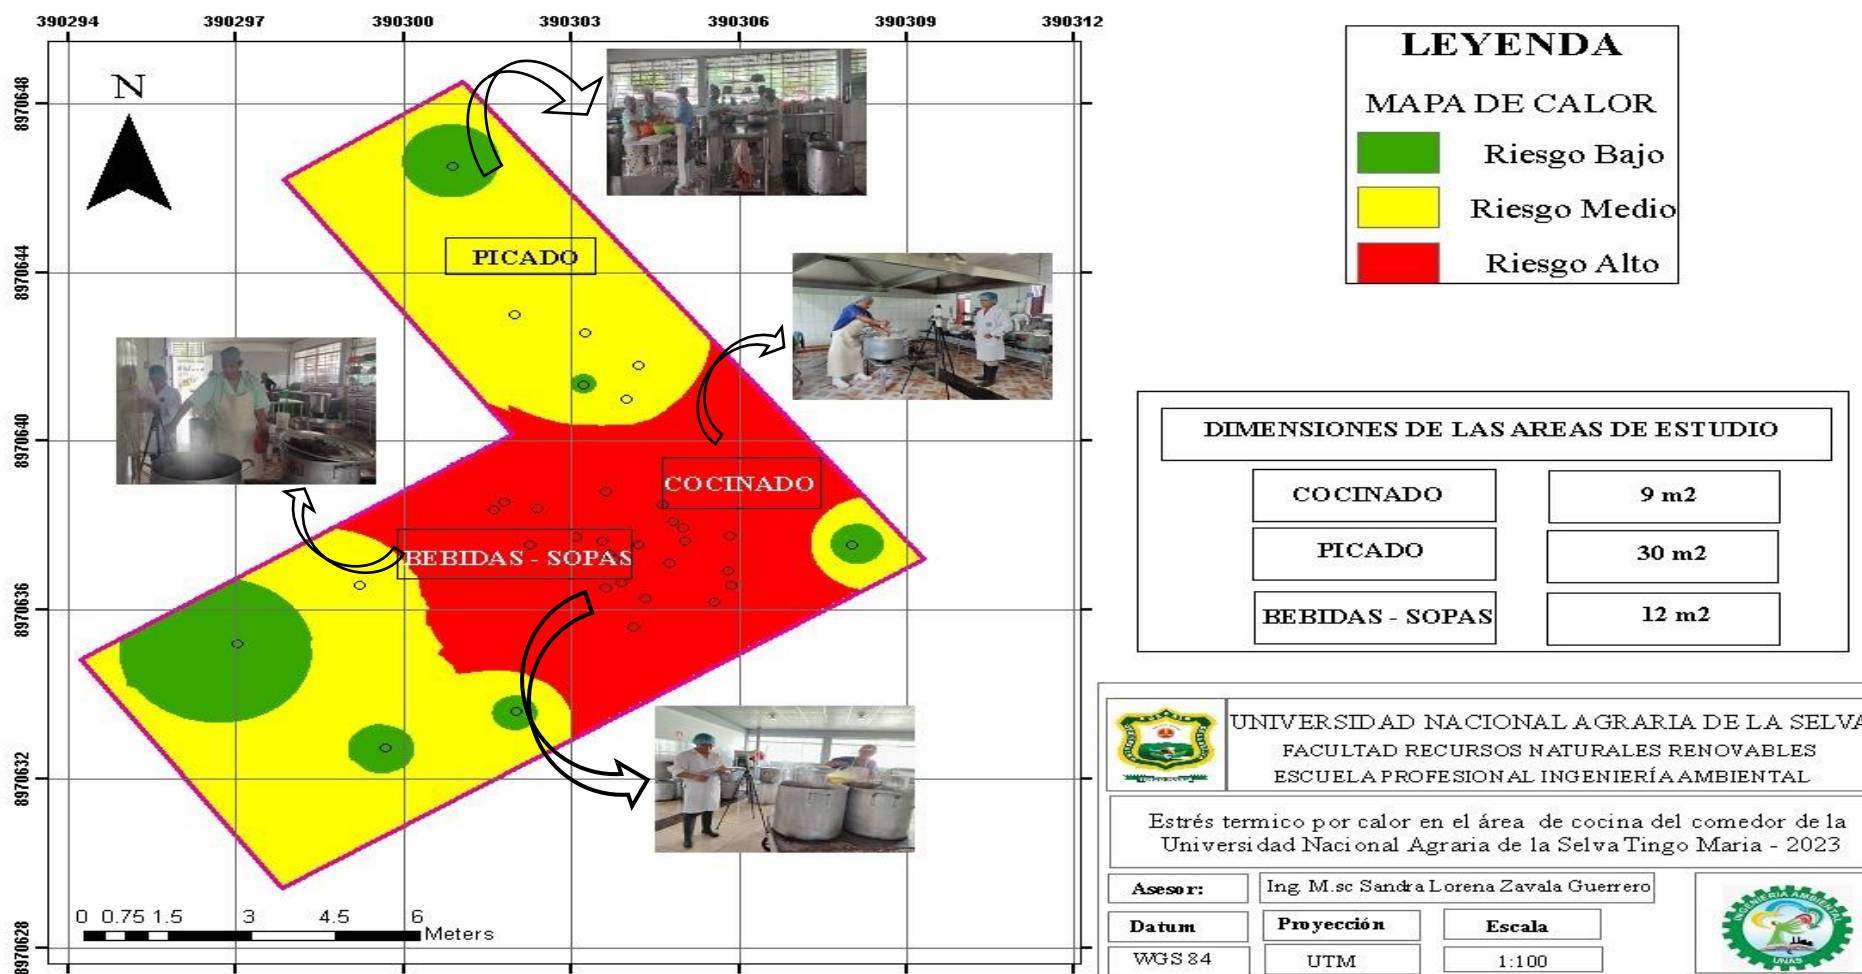 390294 390297 390300 390303 390306 390309 390312
8970648
8970644
8970640
8970636
8970632
8970628
N
PICADO
COCINADO
BEBIDAS - SOPAS
0 0.75 1.5 3 4.5 6
Meters
LEYENDA
MAPA DE CALOR
Riesgo Bajo
Riesgo Medio
Riesgo Alto
DIMENSIONES DE LAS AREAS DE ESTUDIO
COCINADO 9 m2
PICADO 30 m2
BEBIDAS - SOPAS 12 m2
UNIVERSIDAD NACIONAL AGRARIA DE LA SELVA
FACULTAD RECURSOS NATURALES RENOVABLES
ESCUELA PROFESIONAL INGENIERÍA AMBIENTAL
Estrés termico por calor en el área de cocina del comedor de la
Universidad Nacional Agraria de la Selva Tingo Maria - 2023
Asesor: Ing. M.sc Sandra Lorena Zavala Guerrero
Datum Proyección Escala
WGS 84 UTM 1:100
INGENIERÍA AMBIENTAL
UNAS